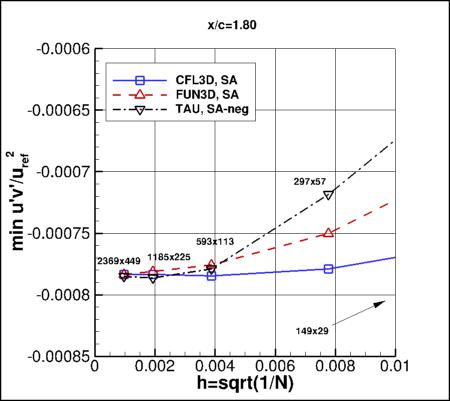 x/c=1.80
-0.0006
CFL3D, SA
FUN3D, SA
TAU, SA-neg
-0.00065
-0.0007
297x57
min u'v'/u_ref^2
-0.00075
593x113
2369x449
1185x225
-0.0008
149x29
-0.00085
0
0.002
0.004
0.006
0.008
0.01
h=sqrt(1/N)